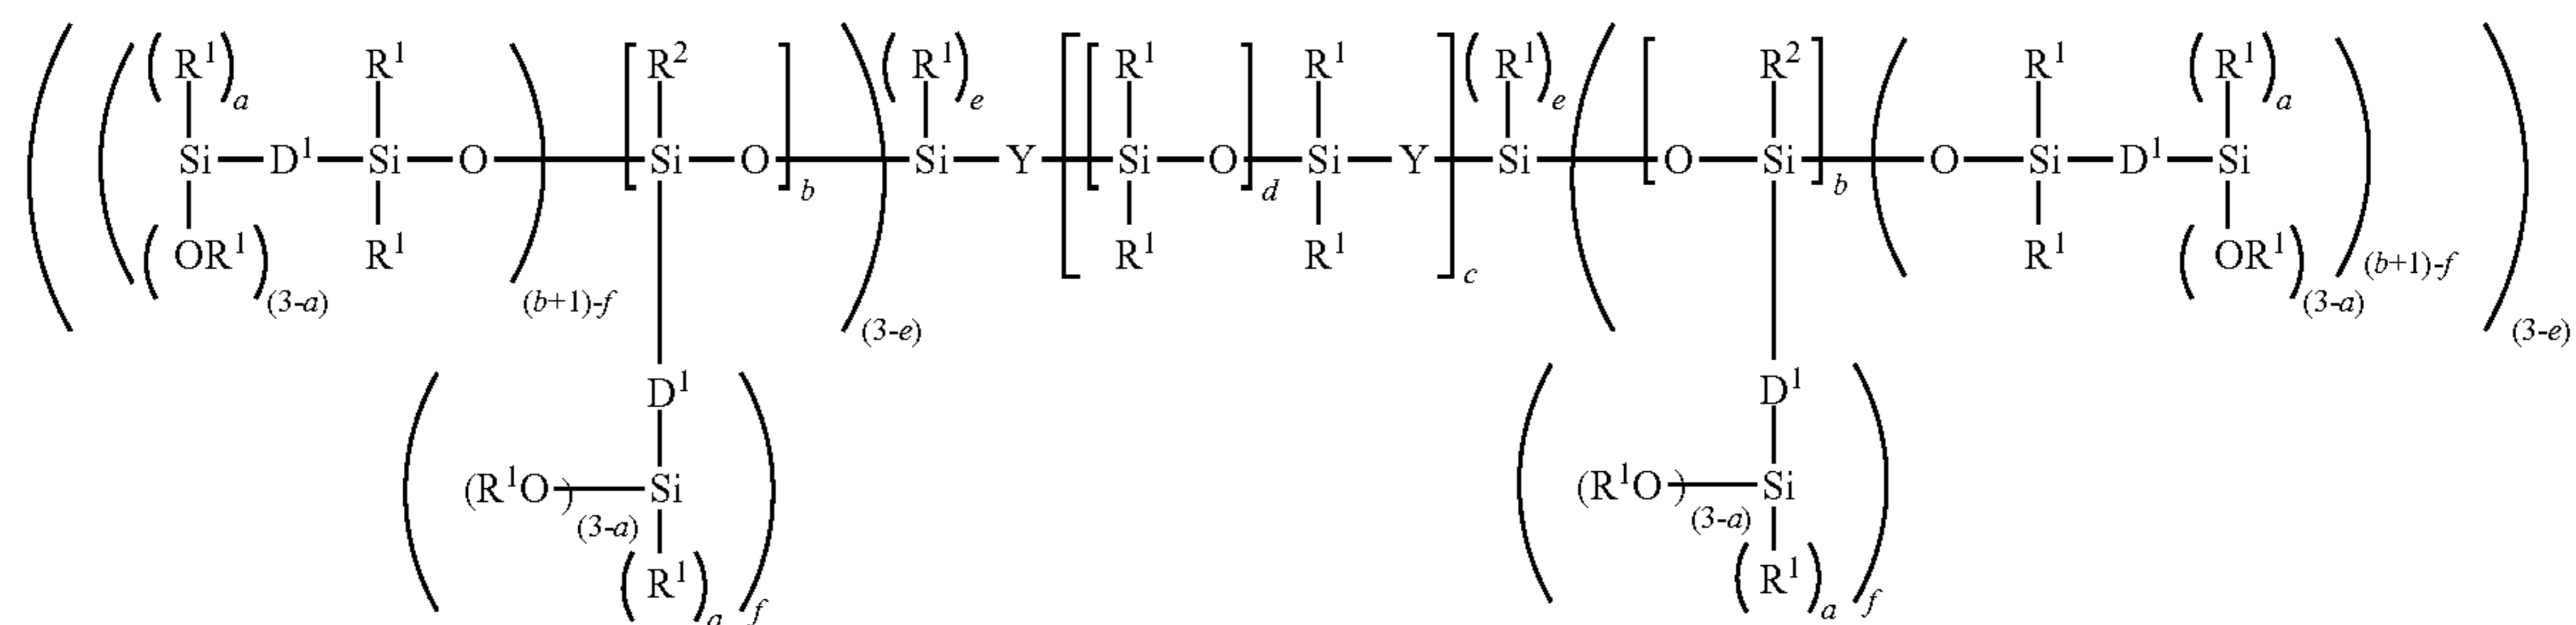 (R¹)a R¹ [R² ] (R¹)e [[R¹ ] R¹ ] (R¹)e ([R² ] ( R¹ (R¹)a
((Si—D¹—Si—O)—[Si—O]b)—Si—Y—[[Si—O]d—Si—Y]c—Si—([O—Si]b—(O—Si—D¹—Si))
(OR¹)(3-a) R¹ (b+1)-f (3-e) R¹ R¹ R¹ (OR¹)(3-a) (b+1)-f (3-e)
D¹ D¹
(R¹O)(3-a)—Si (R¹O)(3-a)—Si
(R¹)a f (R¹)a f